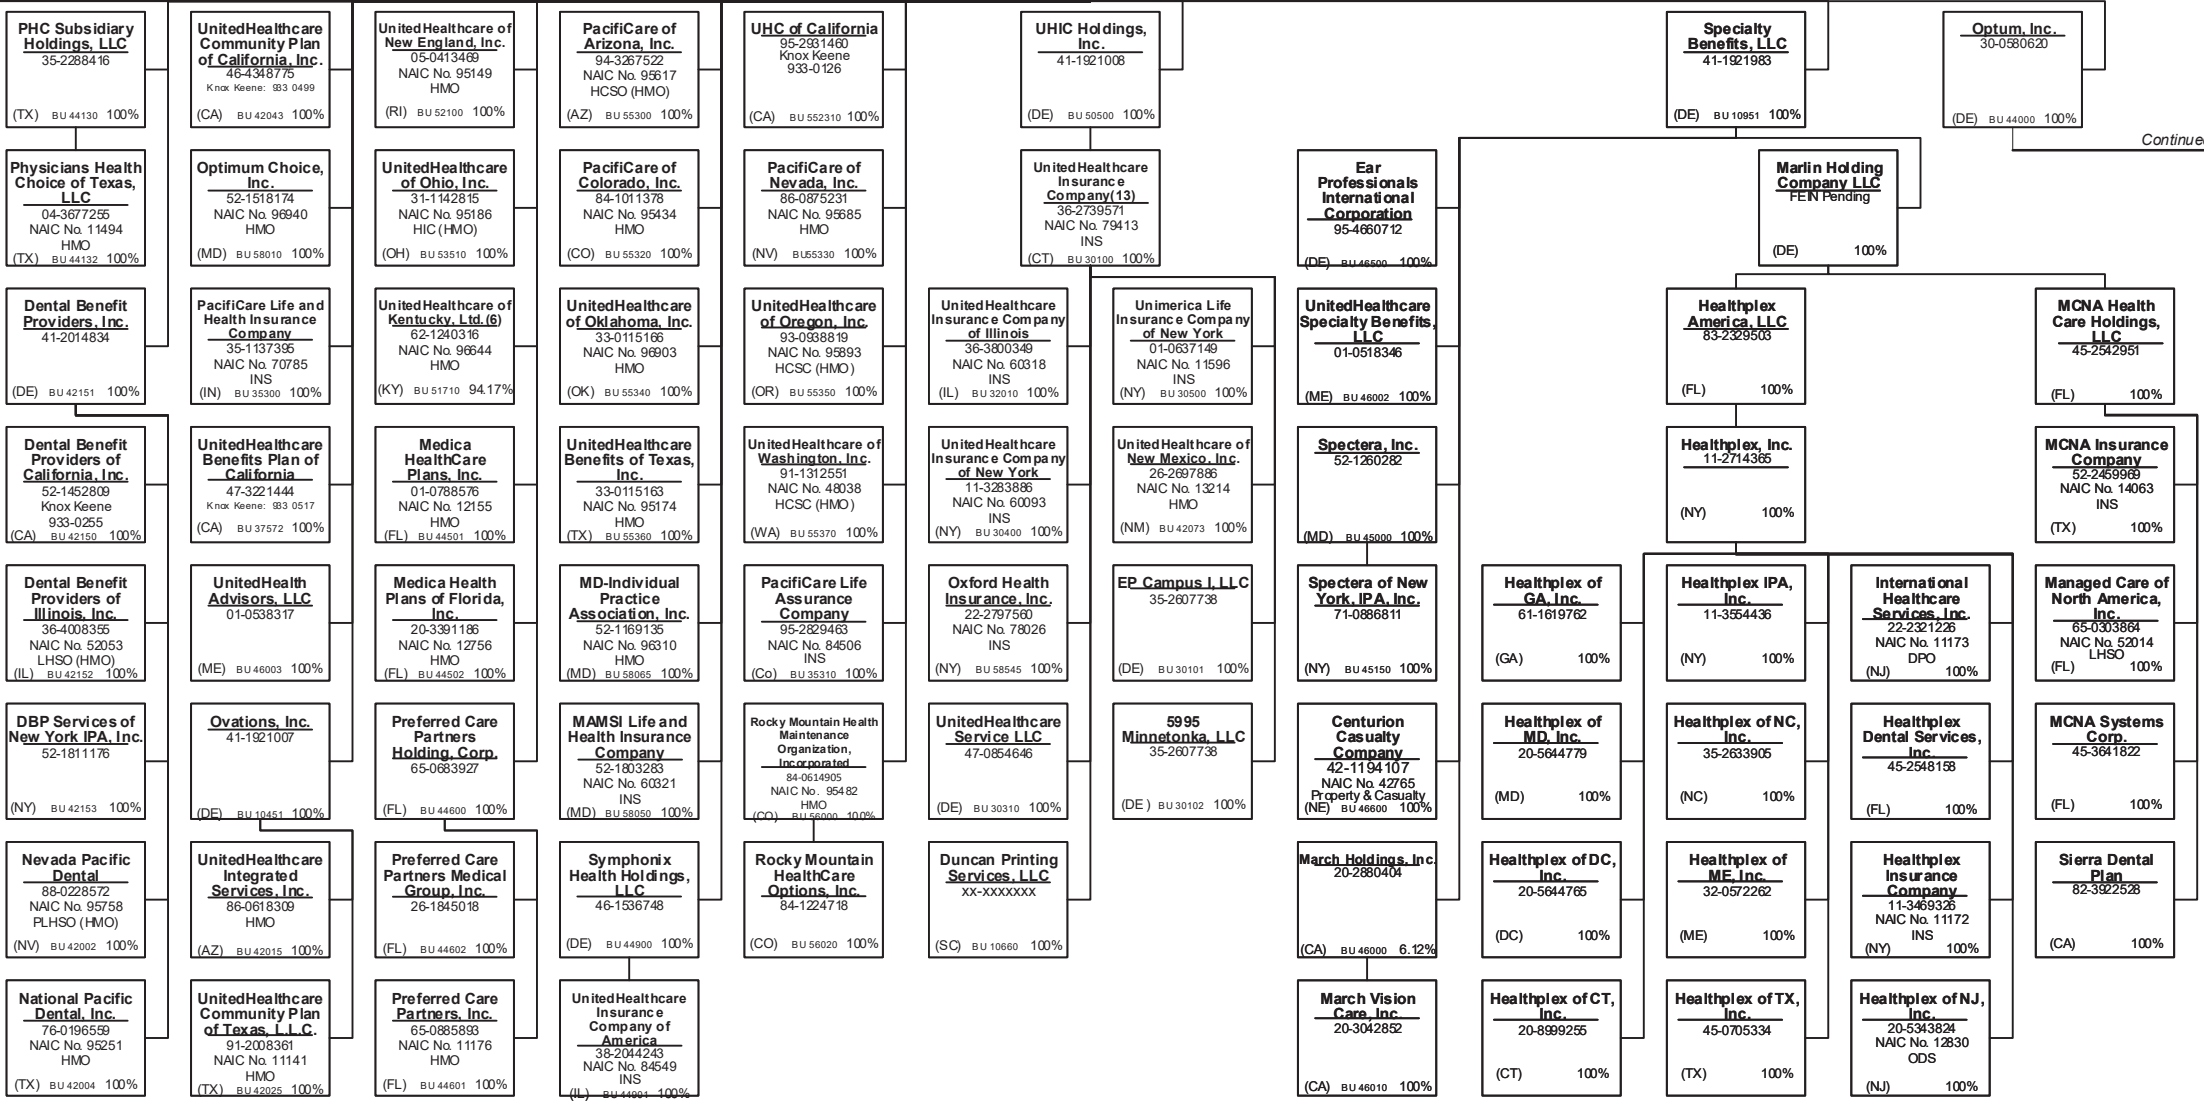 PHC Subsidiary
Holdings, LLC
35-2288416
(TX) BU 44130 100%
UnitedHealthcare
Community Plan
of California, Inc.
46-4348775
Knox Keene: 933 0499
(CA) BU 42043 100%
UnitedHealthcare of
New England, Inc.
05-0413469
NAIC No. 95149
HMO
(RI) BU 52100 100%
PacifiCare of
Arizona, Inc.
94-3267522
NAIC No. 95617
HCSO (HMO)
(AZ) BU 55300 100%
UHC of California
95-2931460
Knox Keene
933-0126
(CA) BU 552310 100%
UHIC Holdings,
Inc.
41-1921008
(DE) BU 50500 100%
Specialty
Benefits, LLC
41-1921983
(DE) BU 10951 100%
Optum, Inc.
30-0580620
(DE) BU 44000 100%
Continued
Physicians Health
Choice of Texas,
LLC
04-3677255
NAIC No. 11494
HMO
(TX) BU 44132 100%
Optimum Choice,
Inc.
52-1518174
NAIC No. 96940
HMO
(MD) BU 58010 100%
UnitedHealthcare
of Ohio, Inc.
31-1142815
NAIC No. 95186
HIC (HMO)
(OH) BU 53510 100%
PacifiCare of
Colorado, Inc.
84-1011378
NAIC No. 95434
HMO
(CO) BU 55320 100%
PacifiCare of
Nevada, Inc.
86-0875231
NAIC No. 95685
HMO
(NV) BU55330 100%
United Healthcare
Insurance
Company(13)
36-2739571
NAIC No. 79413
INS
(CT) BU 30100 100%
Ear
Professionals
International
Corporation
95-4660712
(DE) BU 46500 100%
Marlin Holding
Company LLC
FEIN Pending
(DE) 100%
Dental Benefit
Providers, Inc.
41-2014834
(DE) BU 42151 100%
PacifiCare Life and
Health Insurance
Company
35-1137395
NAIC No. 70785
INS
(IN) BU 35300 100%
UnitedHealthcare of
Kentucky, Ltd.(6)
62-1240316
NAIC No. 96644
HMO
(KY) BU 51710 94.17%
UnitedHealthcare
of Oklahoma, Inc.
33-0115166
NAIC No. 96903
HMO
(OK) BU 55340 100%
UnitedHealthcare
of Oregon, Inc.
93-0938819
NAIC No. 95893
HCSC (HMO)
(OR) BU 55350 100%
United Healthcare
Insurance Company
of Illinois
36-3800349
NAIC No. 60318
INS
(IL) BU 32010 100%
Unimerica Life
Insurance Company
of New York
01-0637149
NAIC No. 11596
INS
(NY) BU 30500 100%
UnitedHealthcare
Specialty Benefits,
LLC
01-0518346
(ME) BU 46002 100%
Healthplex
America, LLC
83-2329503
(FL) 100%
MCNA Health
Care Holdings,
LLC
45-2542951
(FL) 100%
Dental Benefit
Providers of
California, Inc.
52-1452809
Knox Keene
933-0255
(CA) BU 42150 100%
UnitedHealthcare
Benefits Plan of
California
47-3221444
Knox Keene: 933 0517
(CA) BU 37572 100%
Medica
HealthCare
Plans, Inc.
01-0788576
NAIC No. 12155
HMO
(FL) BU 44501 100%
UnitedHealthcare
Benefits of Texas,
Inc.
33-0115163
NAIC No. 95174
HMO
(TX) BU 55360 100%
UnitedHealthcare of
Washington, Inc.
91-1312551
NAIC No. 48038
HCSC (HMO)
(WA) BU 55370 100%
United Healthcare
Insurance Company
of New York
11-3283886
NAIC No. 60093
INS
(NY) BU 30400 100%
United Healthcare of
New Mexico, Inc.
26-2697886
NAIC No. 13214
HMO
(NM) BU 42073 100%
Spectera, Inc.
52-1260282
(MD) BU 45000 100%
Healthplex, Inc.
11-2714365
(NY) 100%
MCNA Insurance
Company
52-2459969
NAIC No. 14063
INS
(TX) 100%
Dental Benefit
Providers of
Illinois, Inc.
36-4008355
NAIC No. 52053
LHSO (HMO)
(IL) BU 42152 100%
UnitedHealth
Advisors, LLC
01-0538317
(ME) BU 46003 100%
Medica Health
Plans of Florida,
Inc.
20-3391186
NAIC No. 12756
HMO
(FL) BU 44502 100%
MD-Individual
Practice
Association, Inc.
52-1169135
NAIC No. 96310
HMO
(MD) BU 58065 100%
PacifiCare Life
Assurance
Company
95-2829463
NAIC No. 84506
INS
(Co) BU 35310 100%
Oxford Health
Insurance, Inc.
22-2797560
NAIC No. 78026
INS
(NY) BU 58545 100%
EP Campus I, LLC
35-2607738
(DE) BU 30101 100%
Spectera of New
York, IPA, Inc.
71-0886811
(NY) BU 45150 100%
Healthplex of
GA, Inc.
61-1619762
(GA) 100%
Healthplex IPA,
Inc.
11-3554436
(NY) 100%
International
Healthcare
Services, Inc.
22-2321226
NAIC No. 11173
DPO
(NJ) 100%
Managed Care of
North America,
Inc.
65-0303864
NAIC No. 52014
LHSO
(FL) 100%
DBP Services of
New York IPA, Inc.
52-1811176
(NY) BU 42153 100%
Ovations, Inc.
41-1921007
(DE) BU 10451 100%
Preferred Care
Partners
Holding, Corp.
65-0683927
(FL) BU 44600 100%
MAMSI Life and
Health Insurance
Company
52-1803283
NAIC No. 60321
INS
(MD) BU 58050 100%
Rocky Mountain Health
Maintenance
Organization,
Incorporated
84-0614905
NAIC No. 95482
HMO
(CO) BU 56000 100%
UnitedHealthcare
Service LLC
47-0854646
(DE) BU 30310 100%
5995
Minnetonka, LLC
35-2607738
(DE ) BU 30102 100%
Centurion
Casualty
Company
42-1194107
NAIC No. 42765
Property & Casualty
(NE) BU 46600 100%
Healthplex of
MD, Inc.
20-5644779
(MD) 100%
Healthplex of NC,
Inc.
35-2633905
(NC) 100%
Healthplex
Dental Services,
Inc.
45-2548158
(FL) 100%
MCNA Systems
Corp.
45-3641822
(FL) 100%
Nevada Pacific
Dental
88-0228572
NAIC No. 95758
PLHSO (HMO)
(NV) BU 42002 100%
UnitedHealthcare
Integrated
Services, Inc.
86-0618309
HMO
(AZ) BU 42015 100%
Preferred Care
Partners Medical
Group, Inc.
26-1845018
(FL) BU 44602 100%
Symphonix
Health Holdings,
LLC
46-1536748
(DE) BU 44900 100%
Rocky Mountain
HealthCare
Options, Inc.
84-1224718
(CO) BU 56020 100%
Duncan Printing
Services, LLC
xx-xxxxxxx
(SC) BU 10660 100%
March Holdings, Inc.
20-2880404
(CA) BU 46000 6.12%
Healthplex of DC,
Inc.
20-5644765
(DC) 100%
Healthplex of
ME, Inc.
32-0572262
(ME) 100%
Healthplex
Insurance
Company
11-3469326
NAIC No. 11172
INS
(NY) 100%
Sierra Dental
Plan
82-3922528
(CA) 100%
National Pacific
Dental, Inc.
76-0196559
NAIC No. 95251
HMO
(TX) BU 42004 100%
UnitedHealthcare
Community Plan
of Texas, L.L.C.
91-2008361
NAIC No. 11141
HMO
(TX) BU 42025 100%
Preferred Care
Partners, Inc.
65-0885893
NAIC No. 11176
HMO
(FL) BU 44601 100%
United Healthcare
Insurance
Company of
America
38-2044243
NAIC No. 84549
INS
(IL) BU 44901 100%
March Vision
Care, Inc.
20-3042852
(CA) BU 46010 100%
Healthplex of CT,
Inc.
20-8999255
(CT) 100%
Healthplex of TX,
Inc.
45-0705334
(TX) 100%
Healthplex of NJ,
Inc.
20-5343824
NAIC No. 12830
ODS
(NJ) 100%